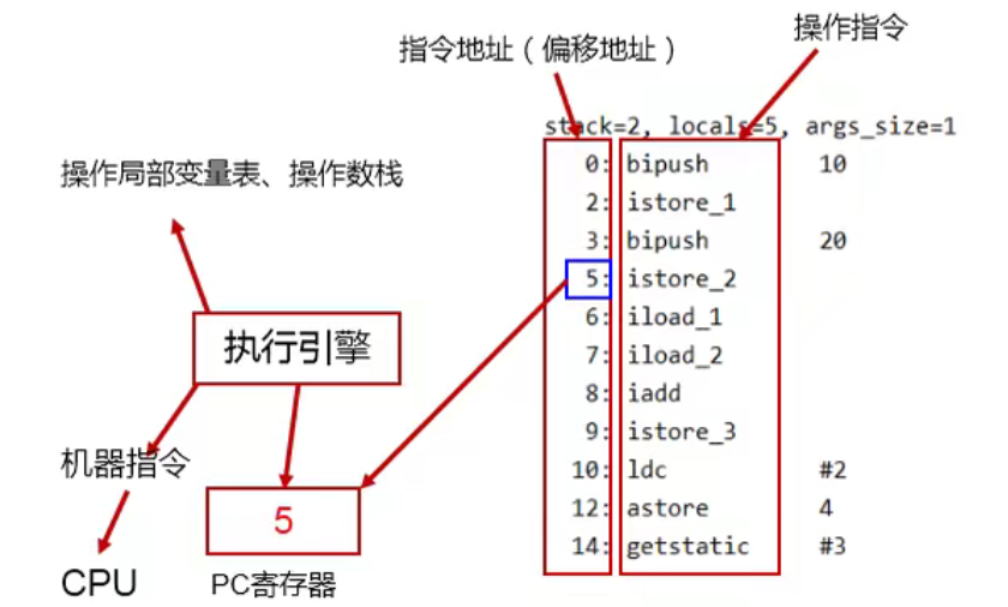 操作指令
指令地址（偏移地址）
stack=2, locals=5, args_size=1
0: bipush 10
2: istore_1
3: bipush 20
5: istore_2
6: iload_1
7: iload_2
8: iadd
9: istore_3
10: ldc #2
12: astore 4
14: getstatic #3
操作局部变量表、操作数栈
执行引擎
机器指令
CPU
5
PC寄存器